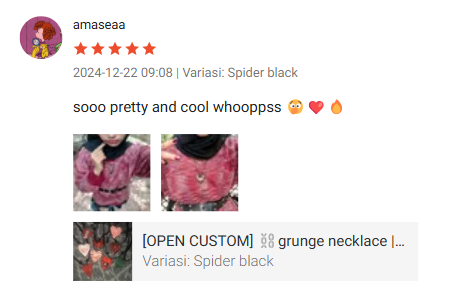 amaseaa
2024-12-22 09:08 | Variasi: Spider black
sooo pretty and cool whooppss 🫣 ❤️ 🔥
[OPEN CUSTOM] ⛓️ grunge necklace |...
Variasi: Spider black